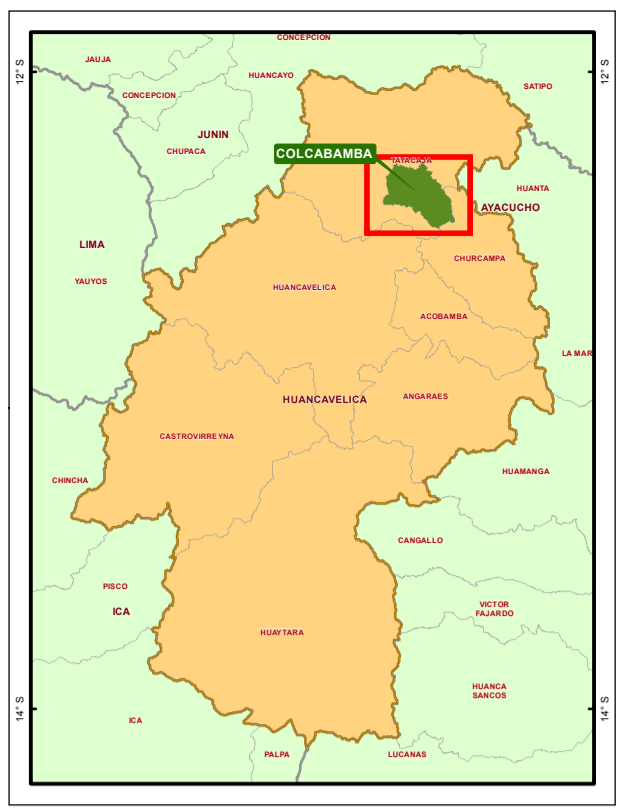 CONCEPCION
JAUJA
12° S
12° S
HUANCAYO
SATIPO
CONCEPCION
JUNIN
CHUPACA
COLCABAMBA
TAYACAJA
HUANTA
AYACUCHO
LIMA
CHURCAMPA
YAUYOS
HUANCAVELICA
ACOBAMBA
LA MAR
HUANCAVELICA
ANGARAES
CASTROVIRREYNA
CHINCHA
HUAMANGA
CANGALLO
PISCO
ICA
VICTOR
FAJARDO
HUAYTARA
HUANCA
SANCOS
14° S
14° S
ICA
PALPA
LUCANAS